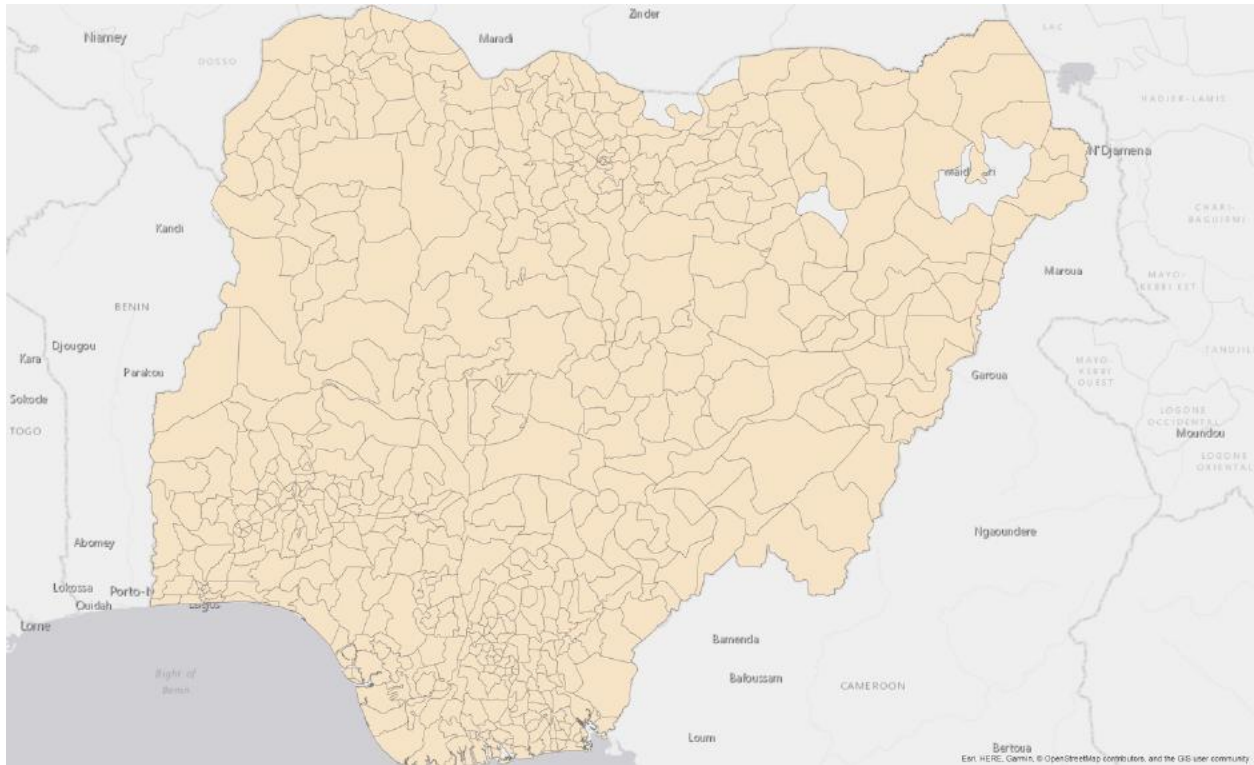 Zinder
Niamey
Maradi
LAC
DOSSO
HADJER-LAMIS
N'Djamena
Kandi
CHARI-
BAGUIRMI
Maroua
MAYO-
KEBBI EST
BENIN
Djougou
Kara
TANDJILE
Parakou
MAYO-
KEBBI
OUEST
Garoua
Sokode
LOGONE
OCCIDENTAL
TOGO
Moundou
LOGONE
ORIENTAL
Ngaoundere
Abomey
Lokossa
Porto-N
Ouidah
Lagos
Lome
Bamenda
Bight of
Benin
Bafoussam
CAMEROON
Loum
Bertoua
Esri, HERE, Garmin, © OpenStreetMap contributors, and the GIS user community